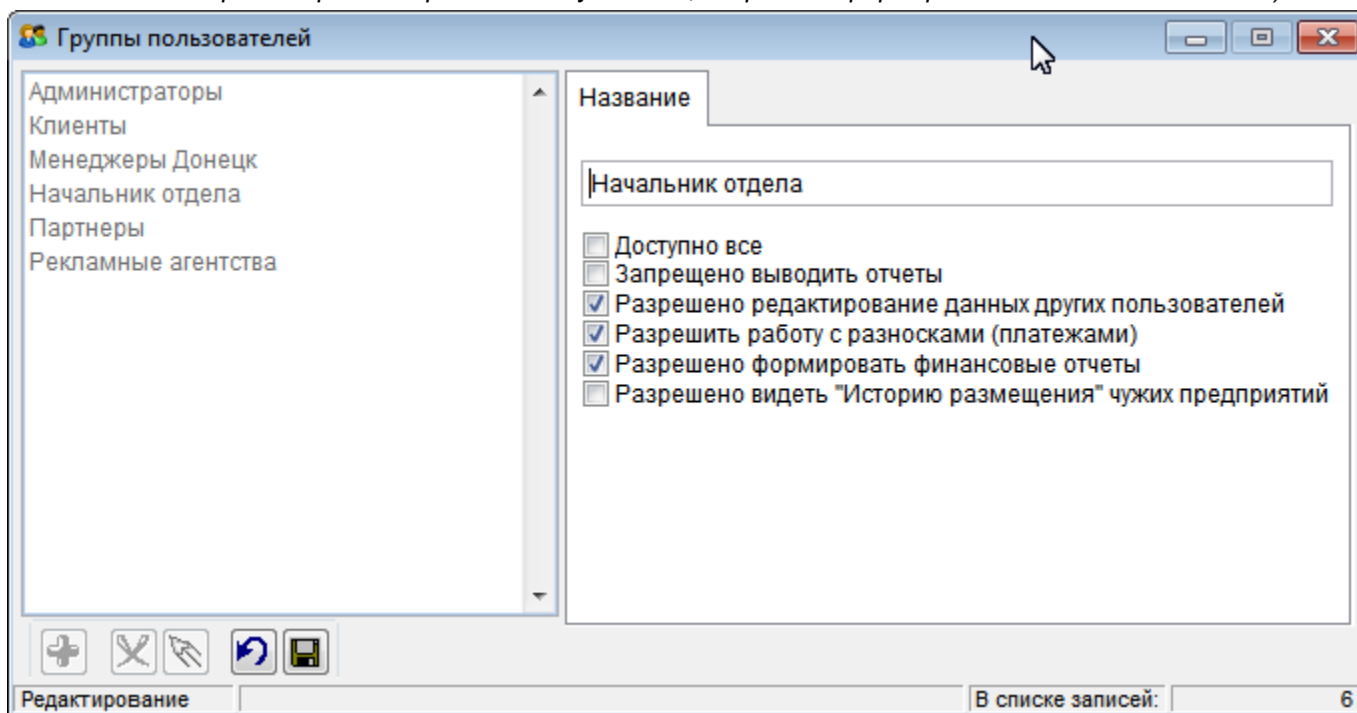 Группы пользователей
Администраторы
Клиенты
Менеджеры Донецк
Начальник отдела
Партнеры
Рекламные агентства
Название
Начальник отдела
Доступно все
Запрещено выводить отчеты
Разрешено редактирование данных других пользователей
Разрешить работу с разносками (платежами)
Разрешено формировать финансовые отчеты
Разрешено видеть "Историю размещения" чужих предприятий
Редактирование
В списке записей: 6